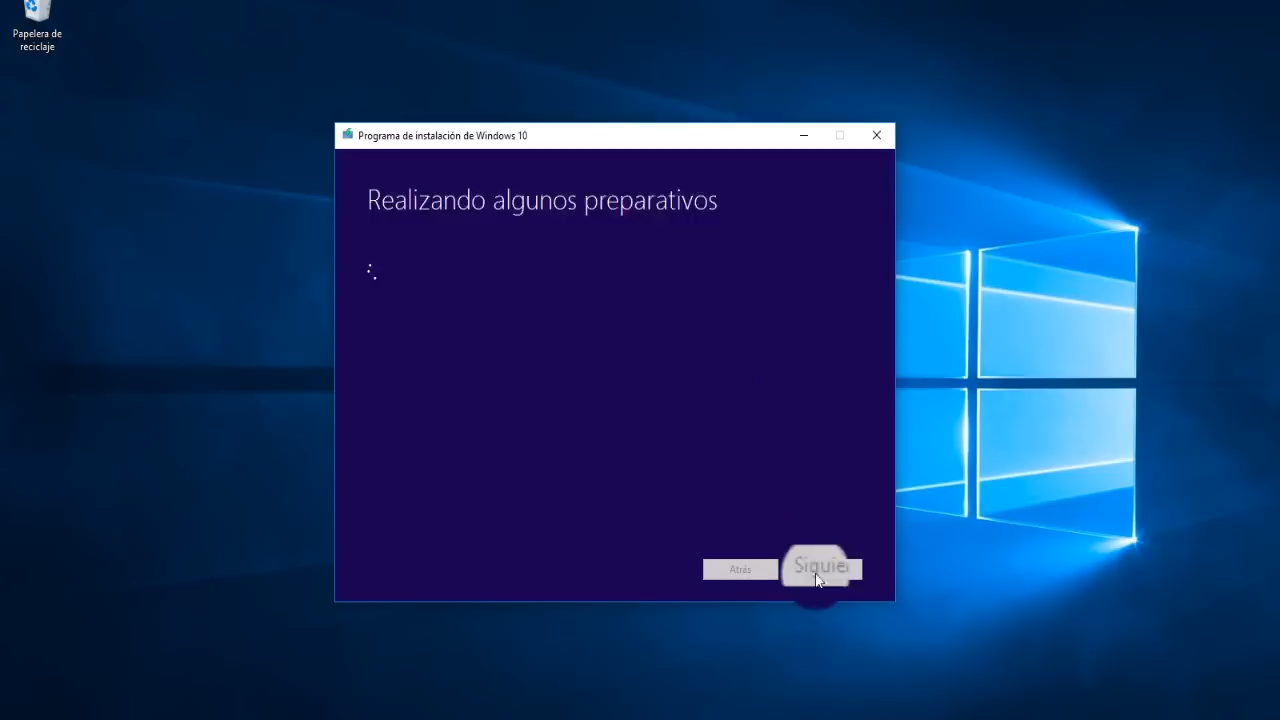 Papelera de
reciclaje
Programa de instalación de Windows 10
Realizando algunos preparativos
Atrás